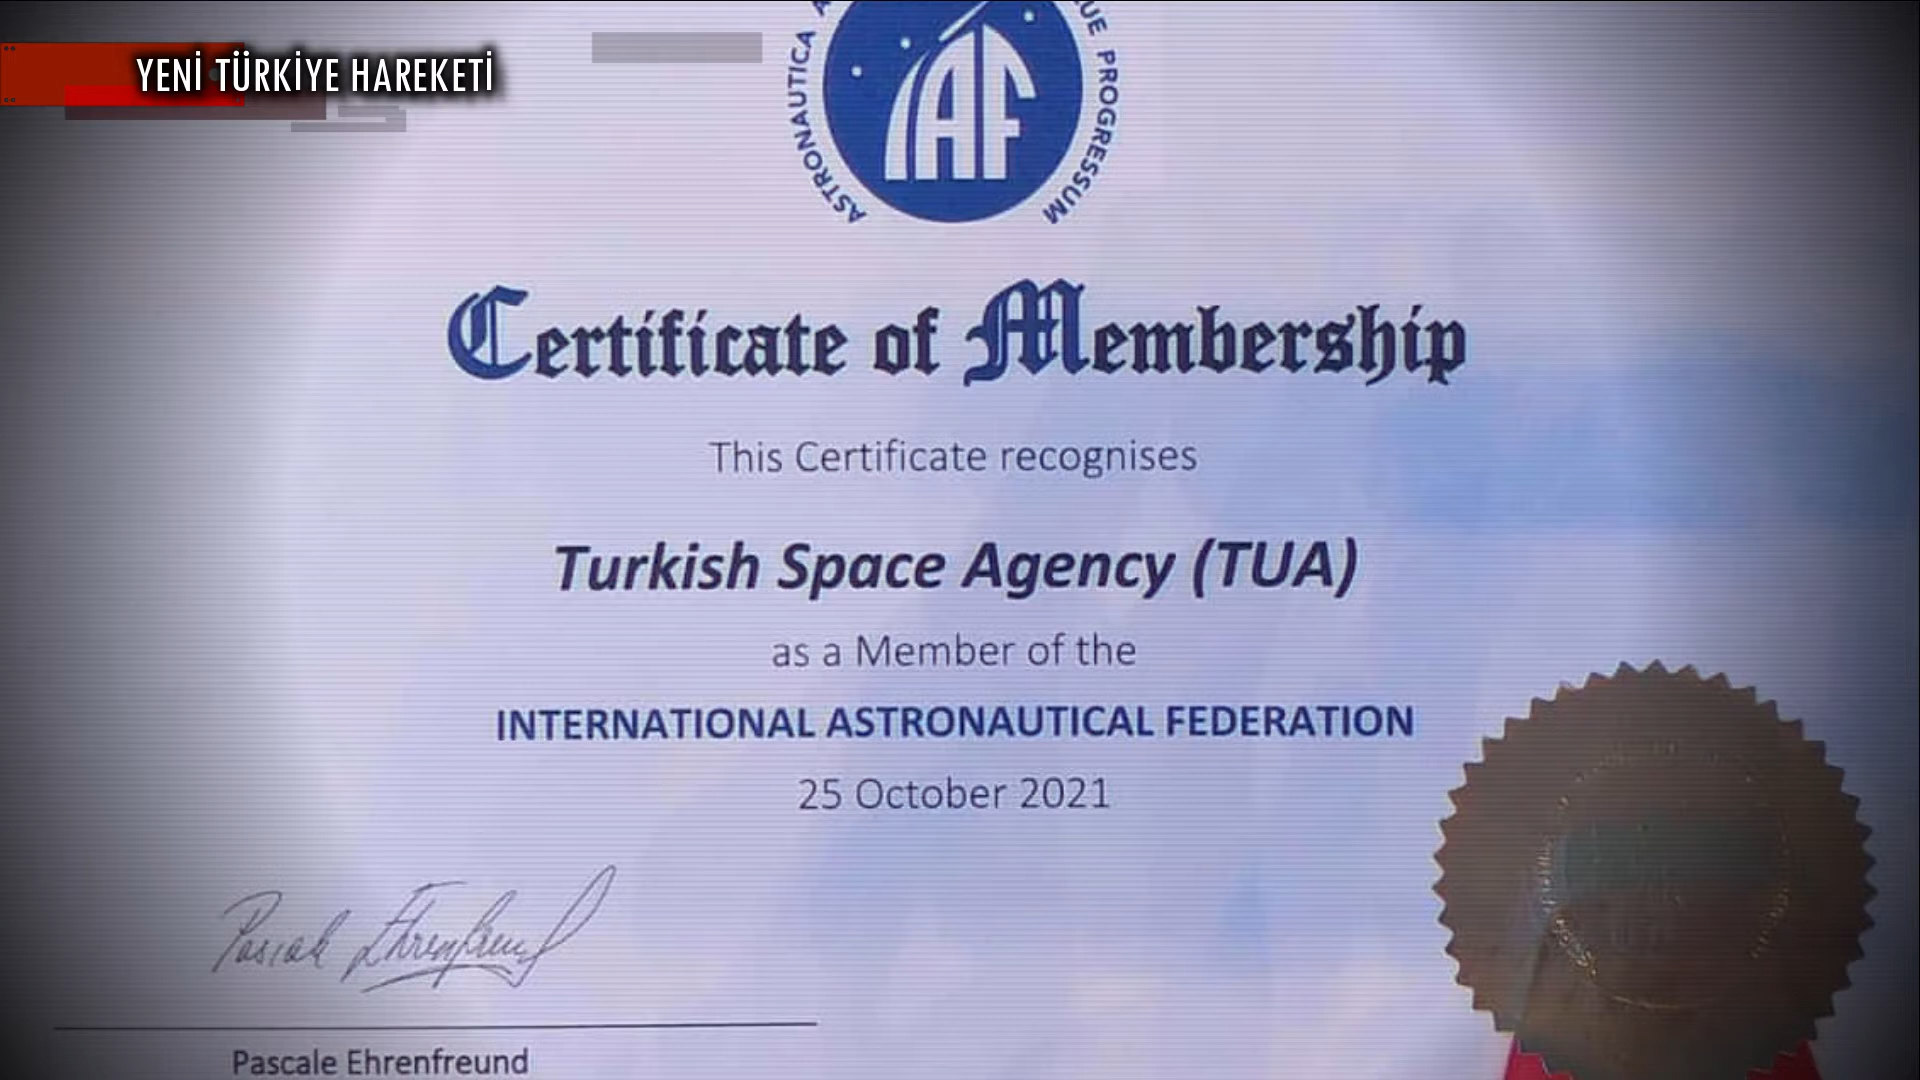 YENİ TÜRKİYE HAREKETİ
ASTRONAUTICA
UE PROGRESSUM
IAF
Certificate of Membership
This Certificate recognises
Turkish Space Agency (TUA)
as a Member of the
INTERNATIONAL ASTRONAUTICAL FEDERATION
25 October 2021
Pascale Ehrenfreund
Pascale Ehrenfreund